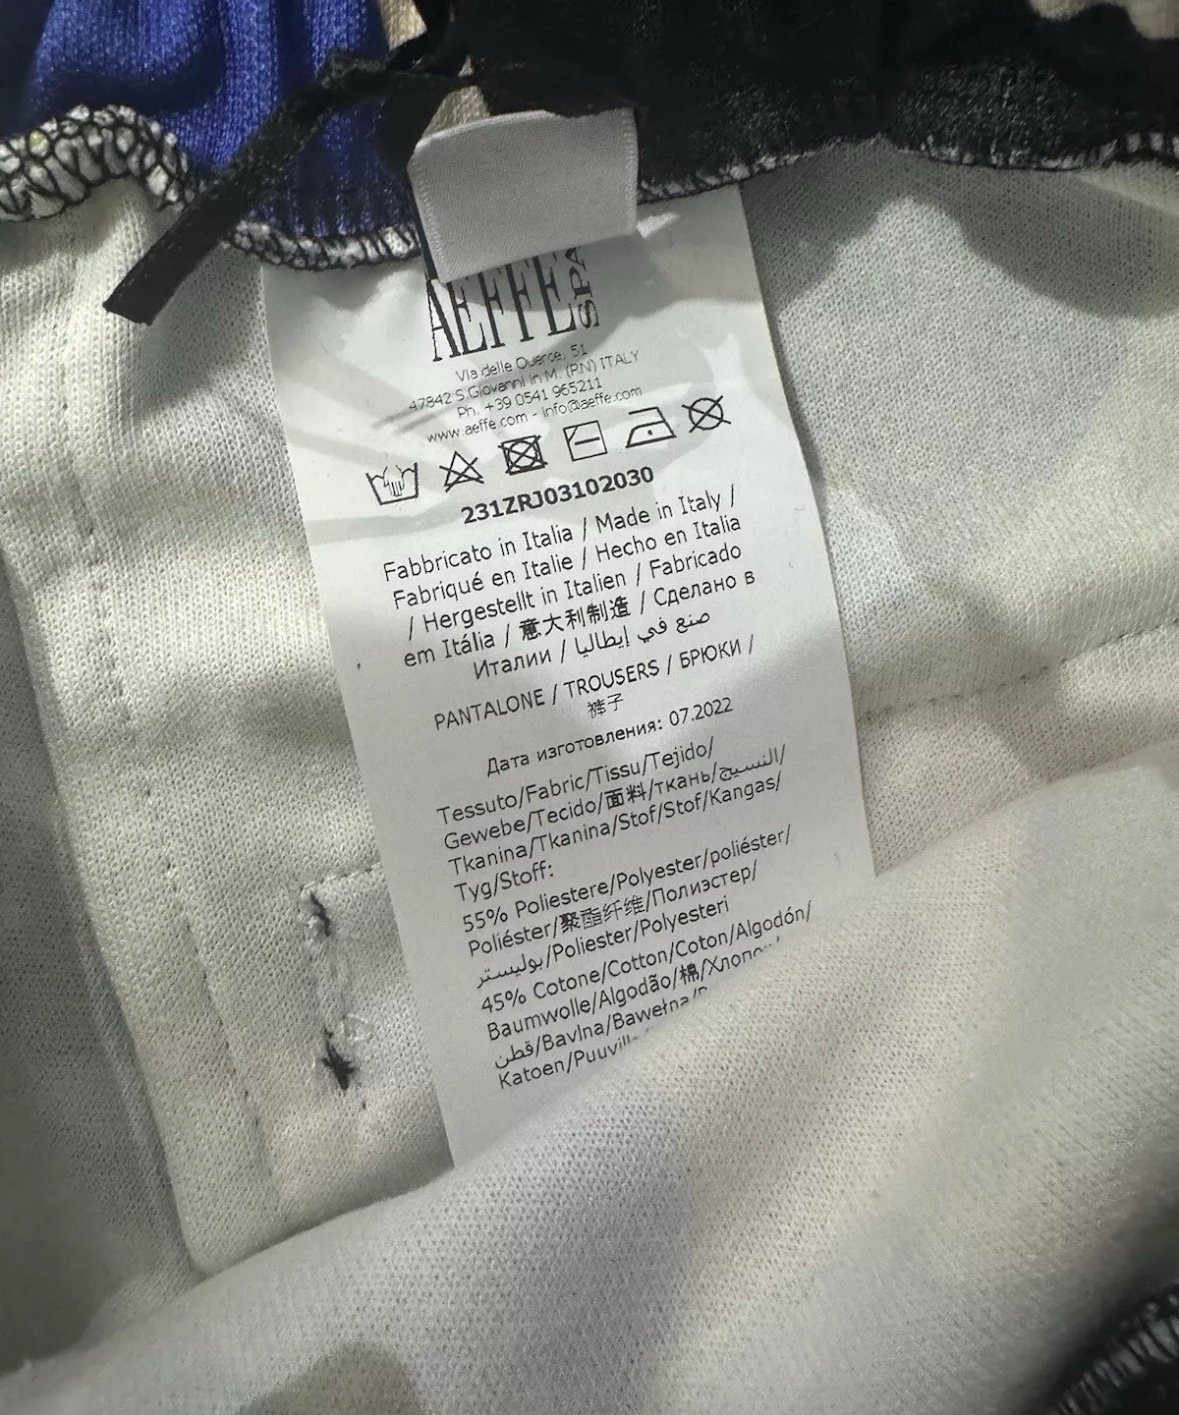 AEFFE SPA
Via delle Querce, 51
47842 S.Giovanni in M. (RN) ITALY
Ph. +39 0541 965211
www.aeffe.com - info@aeffe.com
231ZRJ03102030
Fabbricato in Italia / Made in Italy /
Fabriqué en Italie / Hecho en Italia
/ Hergestellt in Italien / Fabricado
em Itália / 意大利制造 / Сделано в
Италии / صنع في إيطاليا
PANTALONE / TROUSERS / БРЮКИ /
裤子
Дата изготовления: 07.2022
Tessuto/Fabric/Tissu/Tejido/
Gewebe/Tecido/面料/ткань/النسيج/
Tkanina/Tkanina/Stof/Stof/Kangas/
Tyg/Stoff:
55% Poliestere/Polyester/poliéster/
Poliéster/聚酯纤维/Полиэстер/
بوليستر/Poliester/Polyesteri
45% Cotone/Cotton/Coton/Algodón/
Baumwolle/Algodão/棉/Хлопок/
قطن/Bavlna/Bawełna/
Katoen/